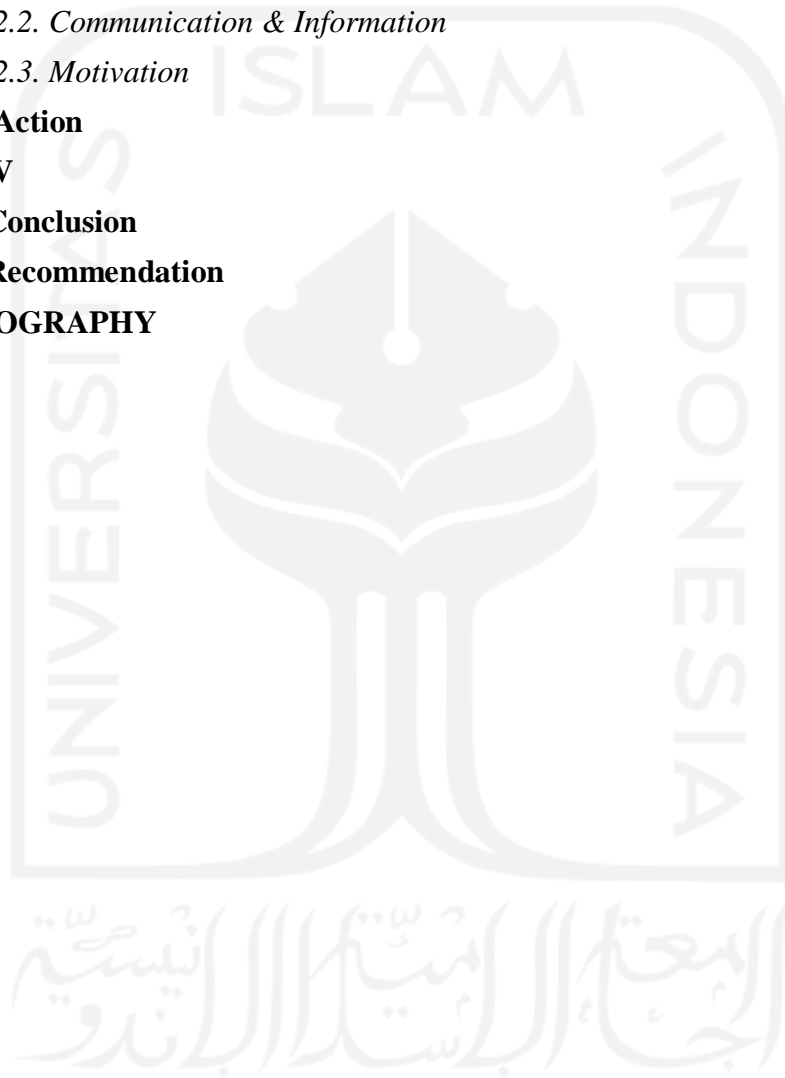 2.2. Communication & Information
2.3. Motivation
Action
V
Conclusion
Recommendation
OGRAPHY
ISLAM
UNIVERSITAS
INDONESIA